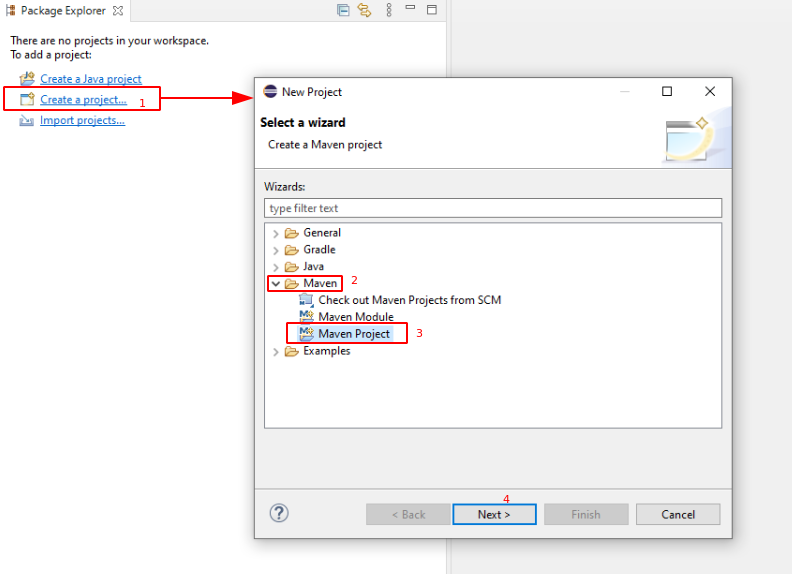 Package Explorer
There are no projects in your workspace.
To add a project:
Create a Java project
Create a project...
1
Import projects...
New Project
Select a wizard
Create a Maven project
Wizards:
type filter text
General
Gradle
Java
Maven
2
Check out Maven Projects from SCM
Maven Module
Maven Project
3
Examples
4
? < Back Next > Finish Cancel